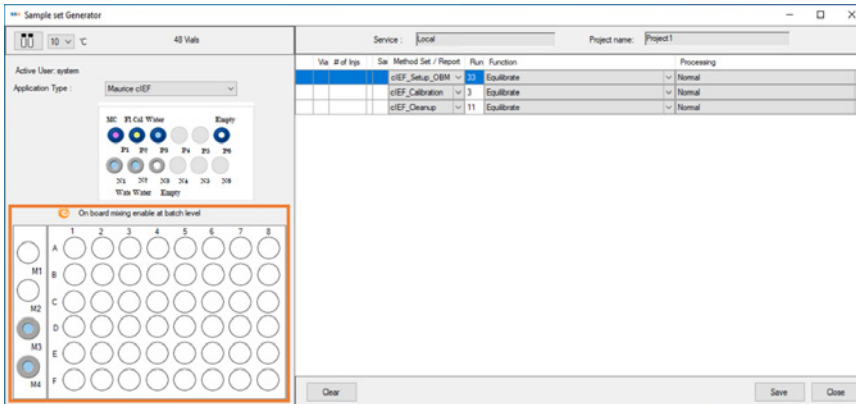 Sample set Generator
10 °C 48 Vials
Service : Local Project name: Project1
Active User: system
Application Type : Maurice cIEF
MC Fl Cal Water Empty
P1 P2 P3 P4 P5 P6
N1 N2 N3 N4 N5 N6
Wate Water Empty
On board mixing enable at batch level
1 2 3 4 5 6 7 8
A
M1
B
C
M2
D
M3
E
M4
F
Via # of Injs Sai Method Set / Report Run Function Processing
cIEF_Setup_OBM 33 Equilibrate Normal
cIEF_Calibration 3 Equilibrate Normal
cIEF_Cleanup 11 Equilibrate Normal
Clear Save Close